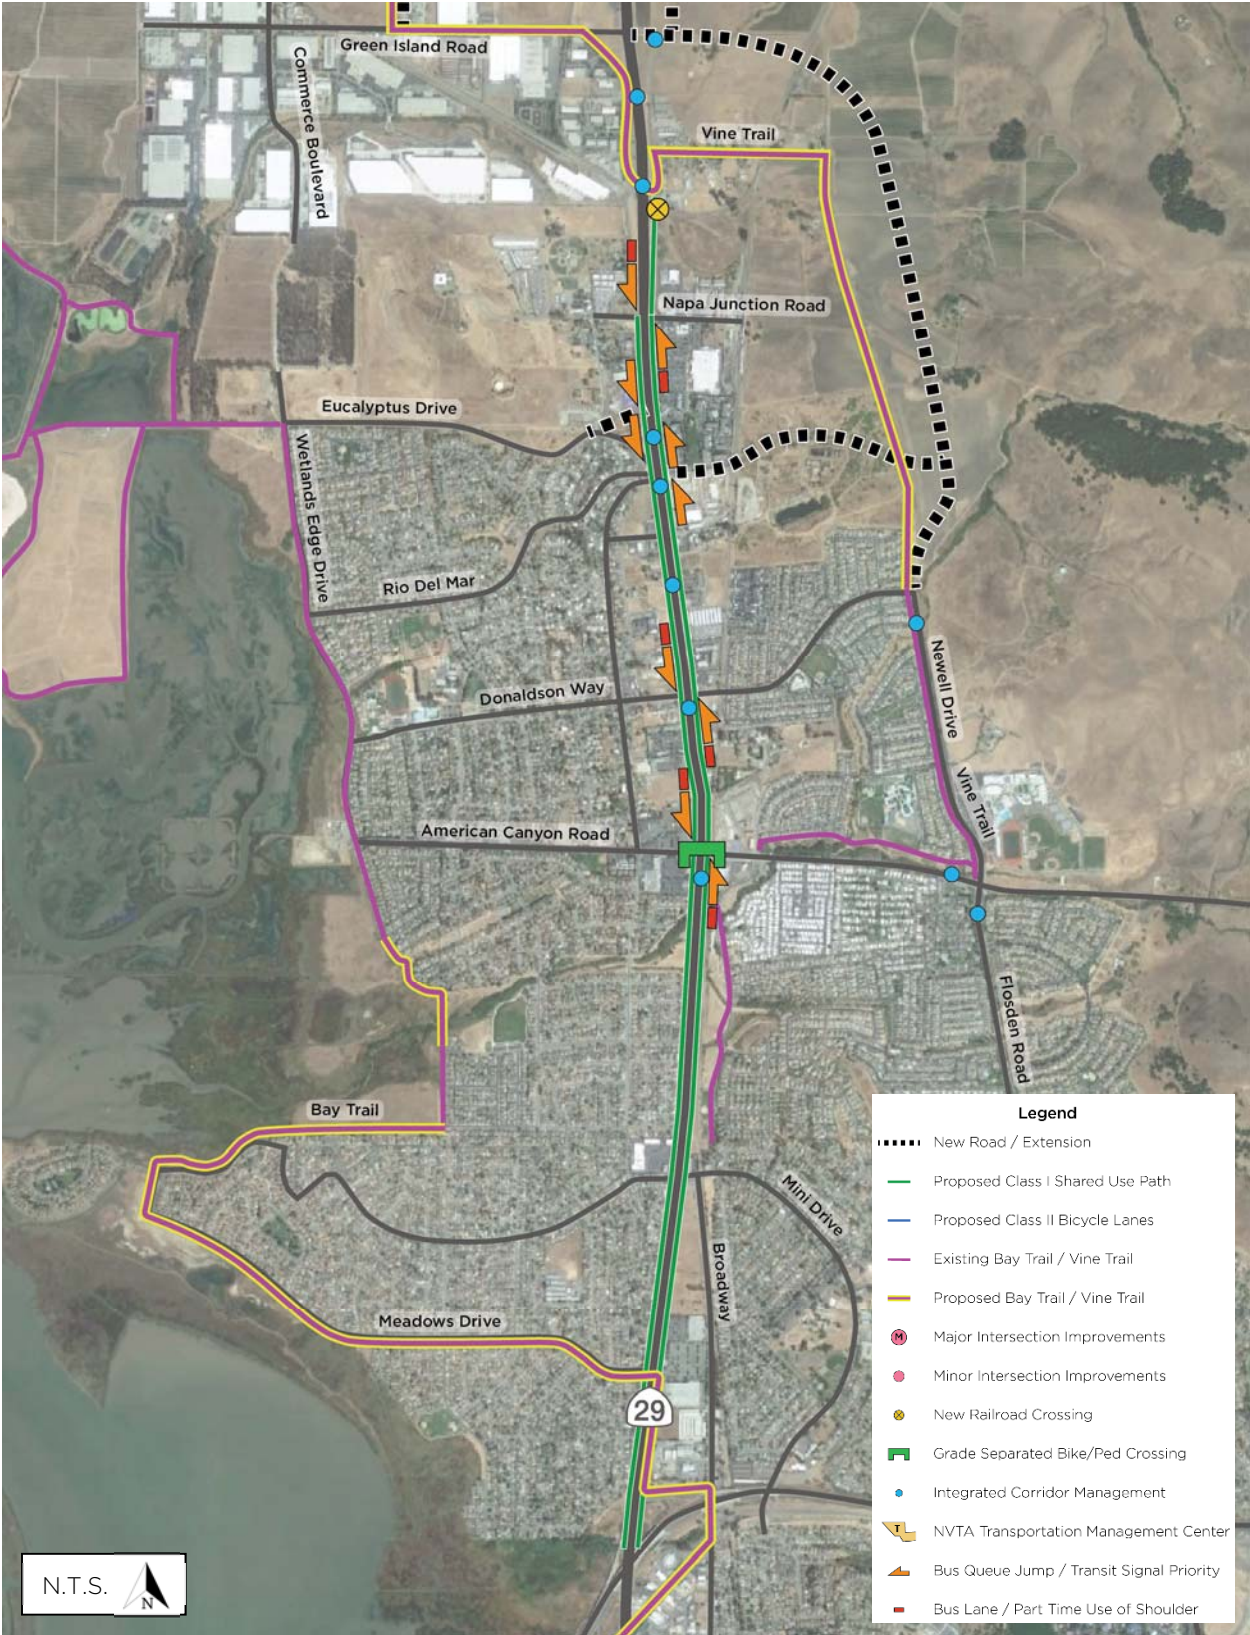 Green Island Road
Commerce Boulevard
Vine Trail
Napa Junction Road
Eucalyptus Drive
Wetlands Edge Drive
Rio Del Mar
Donaldson Way
Newell Drive
Vine Trail
American Canyon Road
Flosden Road
Bay Trail
Mini Drive
Broadway
Meadows Drive
29
N.T.S.
N
Legend
New Road / Extension
Proposed Class I Shared Use Path
Proposed Class II Bicycle Lanes
Existing Bay Trail / Vine Trail
Proposed Bay Trail / Vine Trail
M Major Intersection Improvements
Minor Intersection Improvements
New Railroad Crossing
Grade Separated Bike/Ped Crossing
Integrated Corridor Management
T NVTA Transportation Management Center
Bus Queue Jump / Transit Signal Priority
Bus Lane / Part Time Use of Shoulder